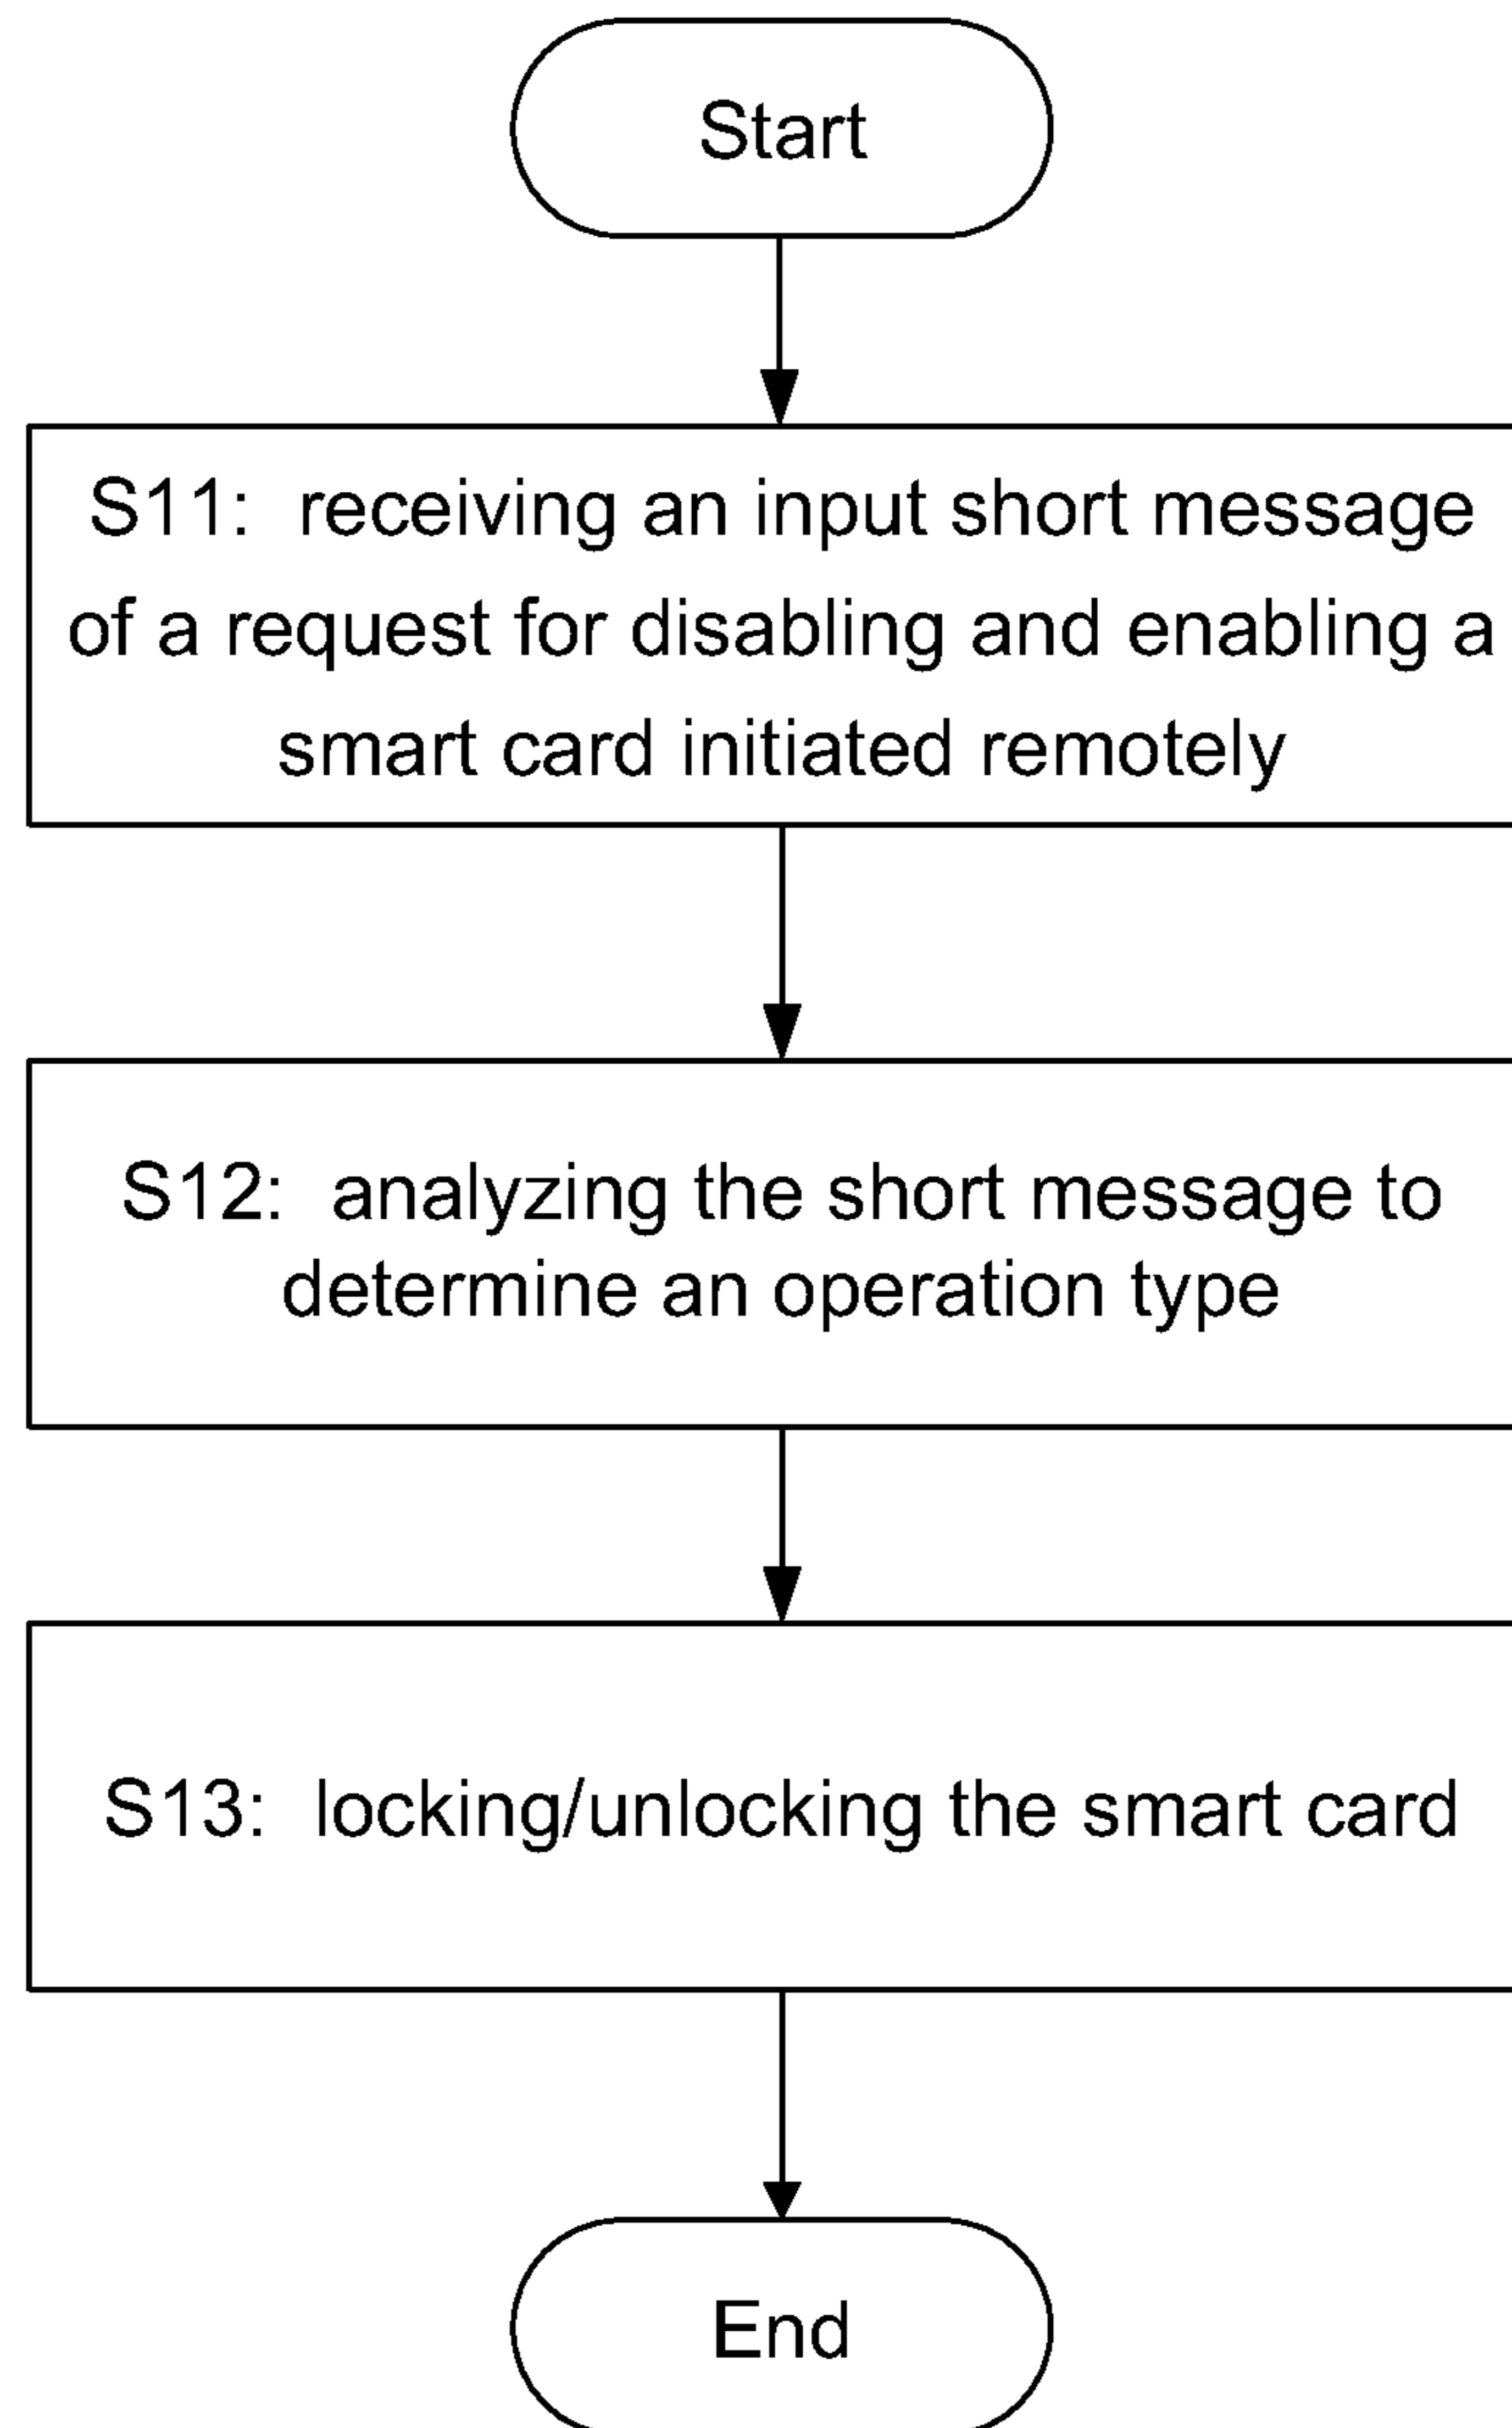 Start
S11: receiving an input short message
of a request for disabling and enabling a
smart card initiated remotely
S12: analyzing the short message to
determine an operation type
S13: locking/unlocking the smart card
End